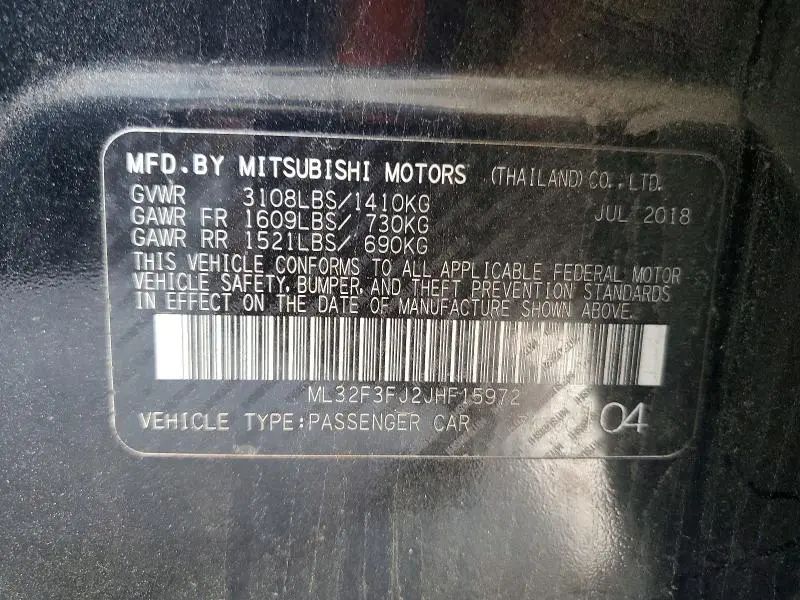 MFD.BY MITSUBISHI MOTORS (THAILAND) CO.,LTD.
GVWR 3108LBS/1410KG JUL 2018
GAWR FR 1609LBS/ 730KG
GAWR RR 1521LBS/ 690KG
THIS VEHICLE CONFORMS TO ALL APPLICABLE FEDERAL MOTOR
VEHICLE SAFETY, BUMPER, AND THEFT PREVENTION STANDARDS
IN EFFECT ON THE DATE OF MANUFACTURE SHOWN ABOVE.
ML32F3FJ2JHF15972
VEHICLE TYPE:PASSENGER CAR 04